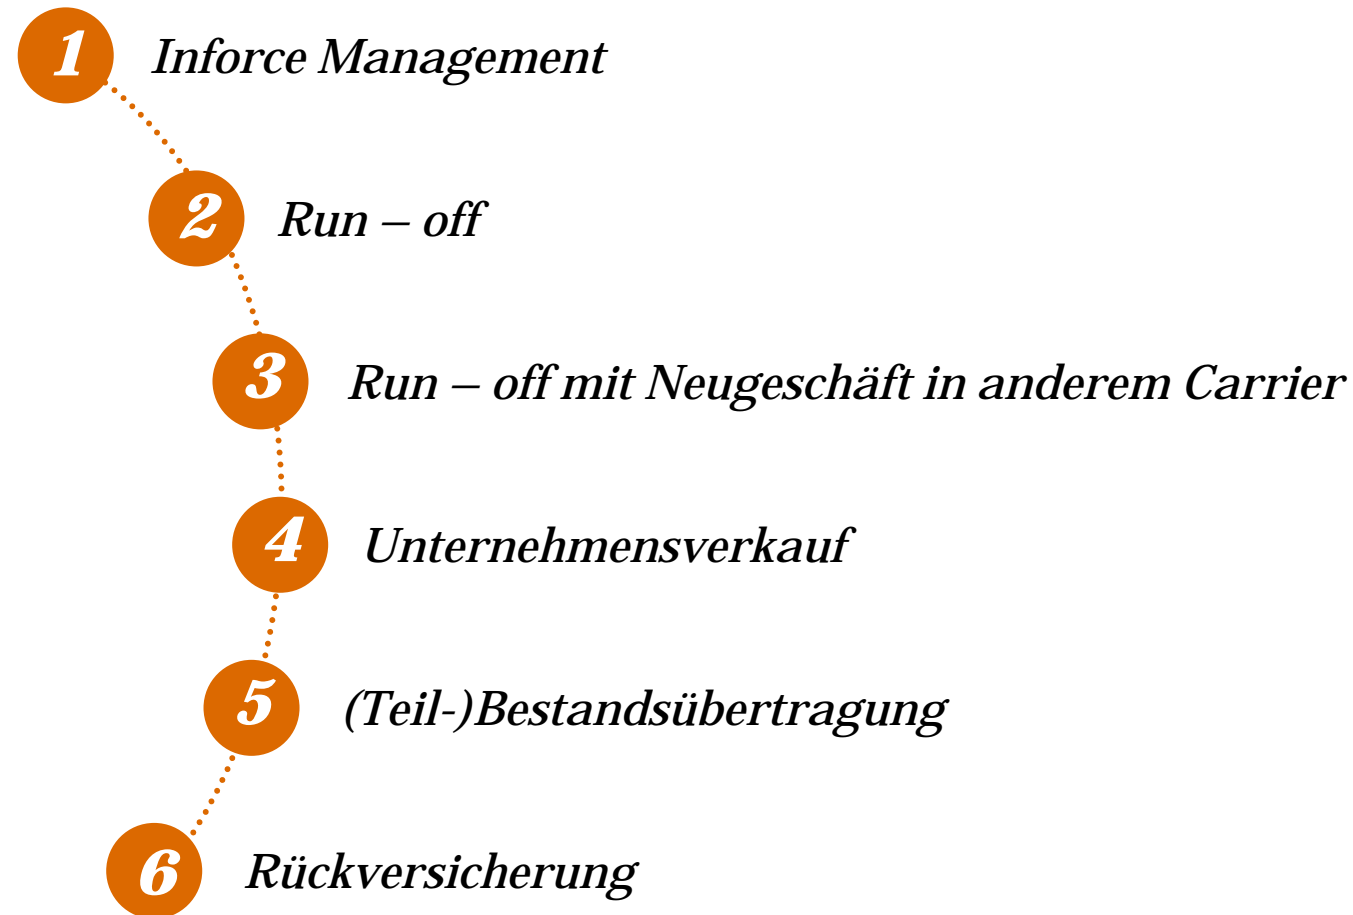 1 Inforce Management
2 Run – off
3 Run – off mit Neugeschäft in anderem Carrier
4 Unternehmensverkauf
5 (Teil-)Bestandsübertragung
6 Rückversicherung